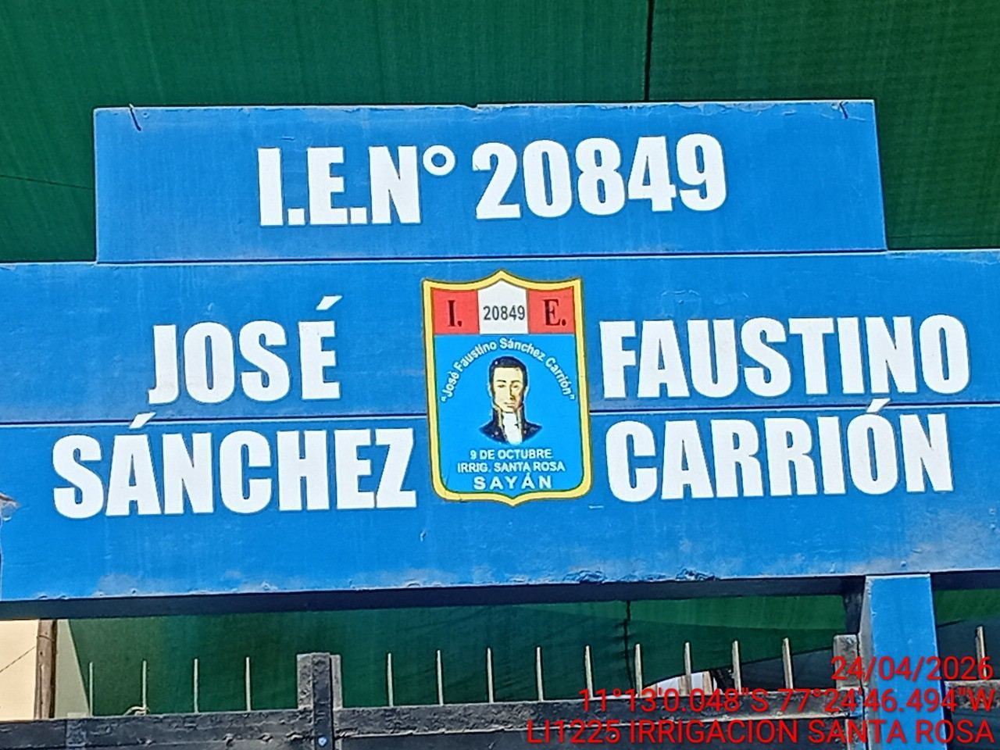 I.E.N° 20849
JOSÉ FAUSTINO
SÁNCHEZ CARRIÓN
I. 20849 E.
"José Faustino Sánchez Carrión"
9 DE OCTUBRE
IRRIG. SANTA ROSA
SAYÁN
24/04/2026
11°13'0.048"S 77°24'46.494"W
LI1225 IRRIGACION SANTA ROSA